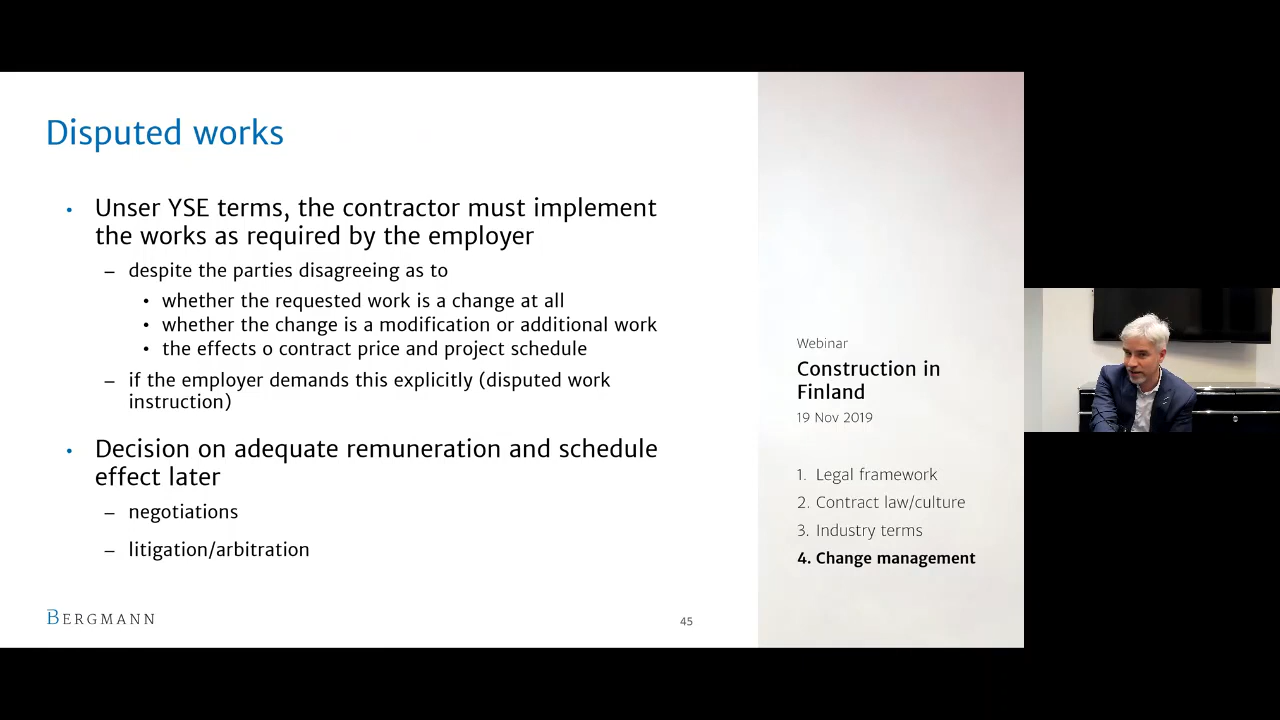 Disputed works
• Unser YSE terms, the contractor must implement
the works as required by the employer
– despite the parties disagreeing as to
• whether the requested work is a change at all
• whether the change is a modification or additional work
• the effects o contract price and project schedule
– if the employer demands this explicitly (disputed work
instruction)
• Decision on adequate remuneration and schedule
effect later
– negotiations
– litigation/arbitration
BERGMANN
45
Webinar
Construction in
Finland
19 Nov 2019
1. Legal framework
2. Contract law/culture
3. Industry terms
4. Change management